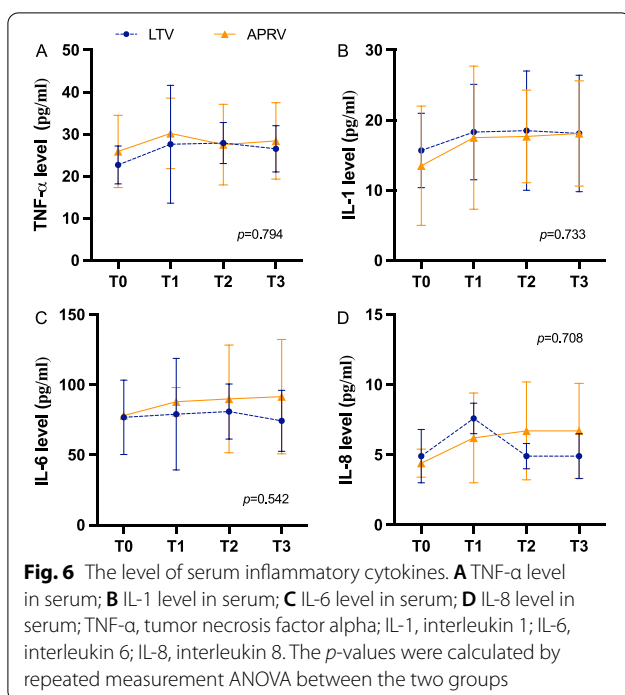 LTV APRV
A
TNF-α level (pg/ml)
50
40
30
20
10
0
T0 T1 T2 T3
p=0.794
B
IL-1 level (pg/ml)
30
20
10
0
T0 T1 T2 T3
p=0.733
C
IL-6 level (pg/ml)
150
100
50
0
T0 T1 T2 T3
p=0.542
D
IL-8 level (pg/ml)
15
10
5
0
T0 T1 T2 T3
p=0.708
Fig. 6 The level of serum inflammatory cytokines. A TNF-α level
in serum; B IL-1 level in serum; C IL-6 level in serum; D IL-8 level in
serum; TNF-α, tumor necrosis factor alpha; IL-1, interleukin 1; IL-6,
interleukin 6; IL-8, interleukin 8. The p-values were calculated by
repeated measurement ANOVA between the two groups